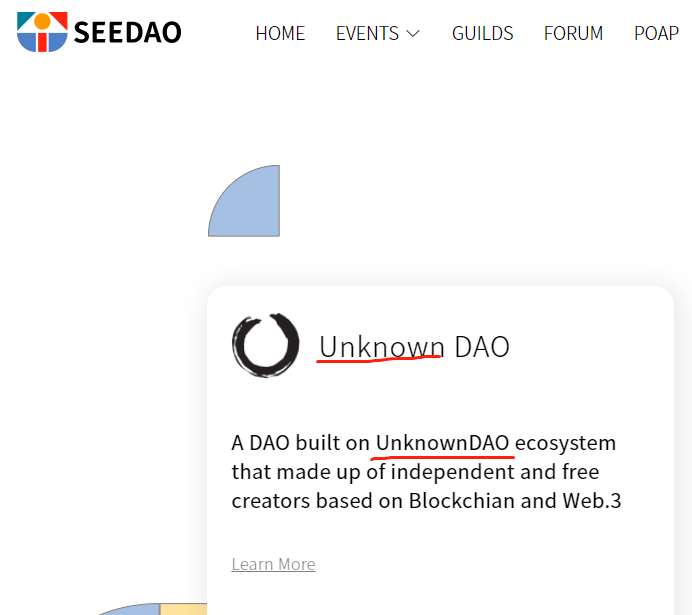 SEEDAO HOME EVENTS GUILDS FORUM POAP
Unknown DAO
A DAO built on UnknownDAO ecosystem
that made up of independent and free
creators based on Blockchian and Web.3
Learn More